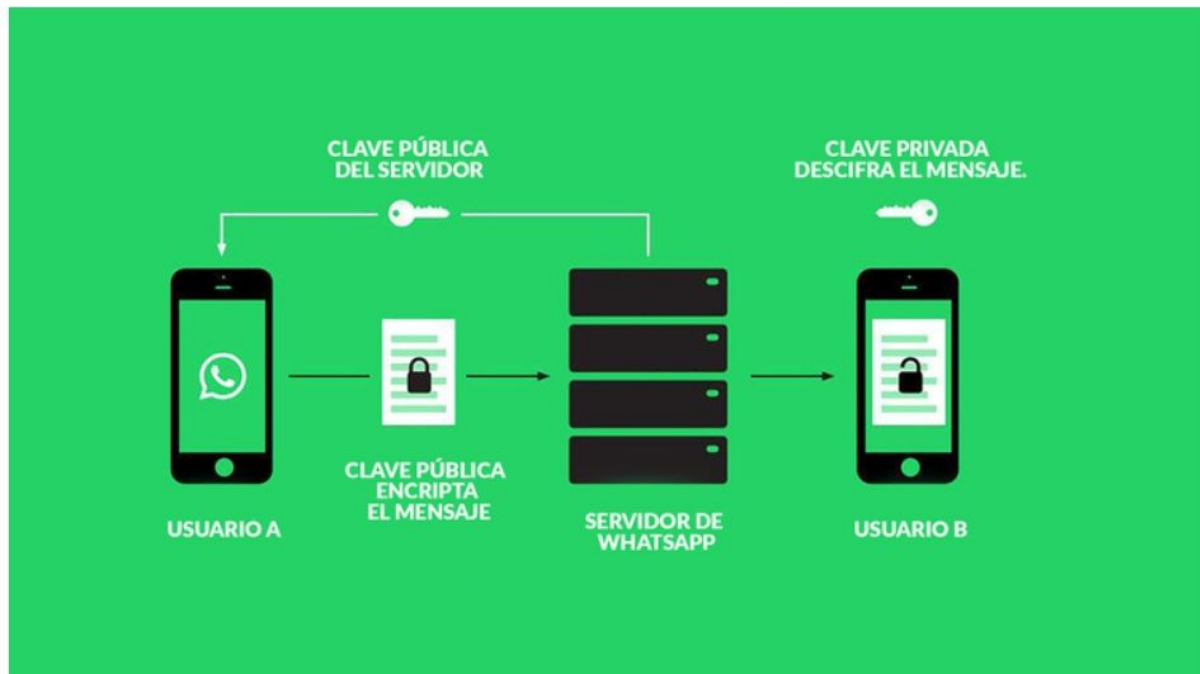 CLAVE PÚBLICA
DEL SERVIDOR
CLAVE PRIVADA
DESCIFRA EL MENSAJE.
CLAVE PÚBLICA
ENCRIPTA
EL MENSAJE
USUARIO A
SERVIDOR DE
WHATSAPP
USUARIO B